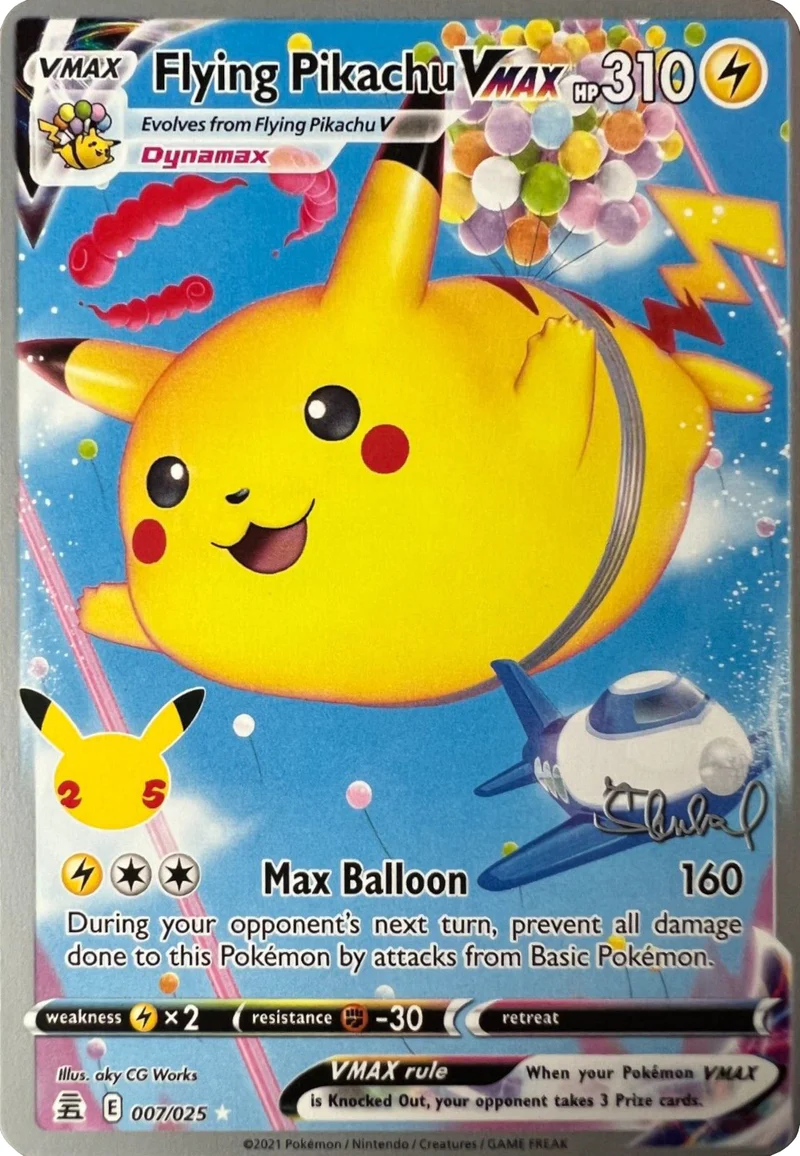 VMAX
Flying Pikachu VMAX HP 310
Evolves from Flying Pikachu V
Dynamax
2 5
Max Balloon 160
During your opponent's next turn, prevent all damage
done to this Pokémon by attacks from Basic Pokémon.
weakness ×2 resistance -30 retreat
Illus. aky CG Works
VMAX rule When your Pokémon VMAX
is Knocked Out, your opponent takes 3 Prize cards.
E 007/025
©2021 Pokémon / Nintendo / Creatures / GAME FREAK